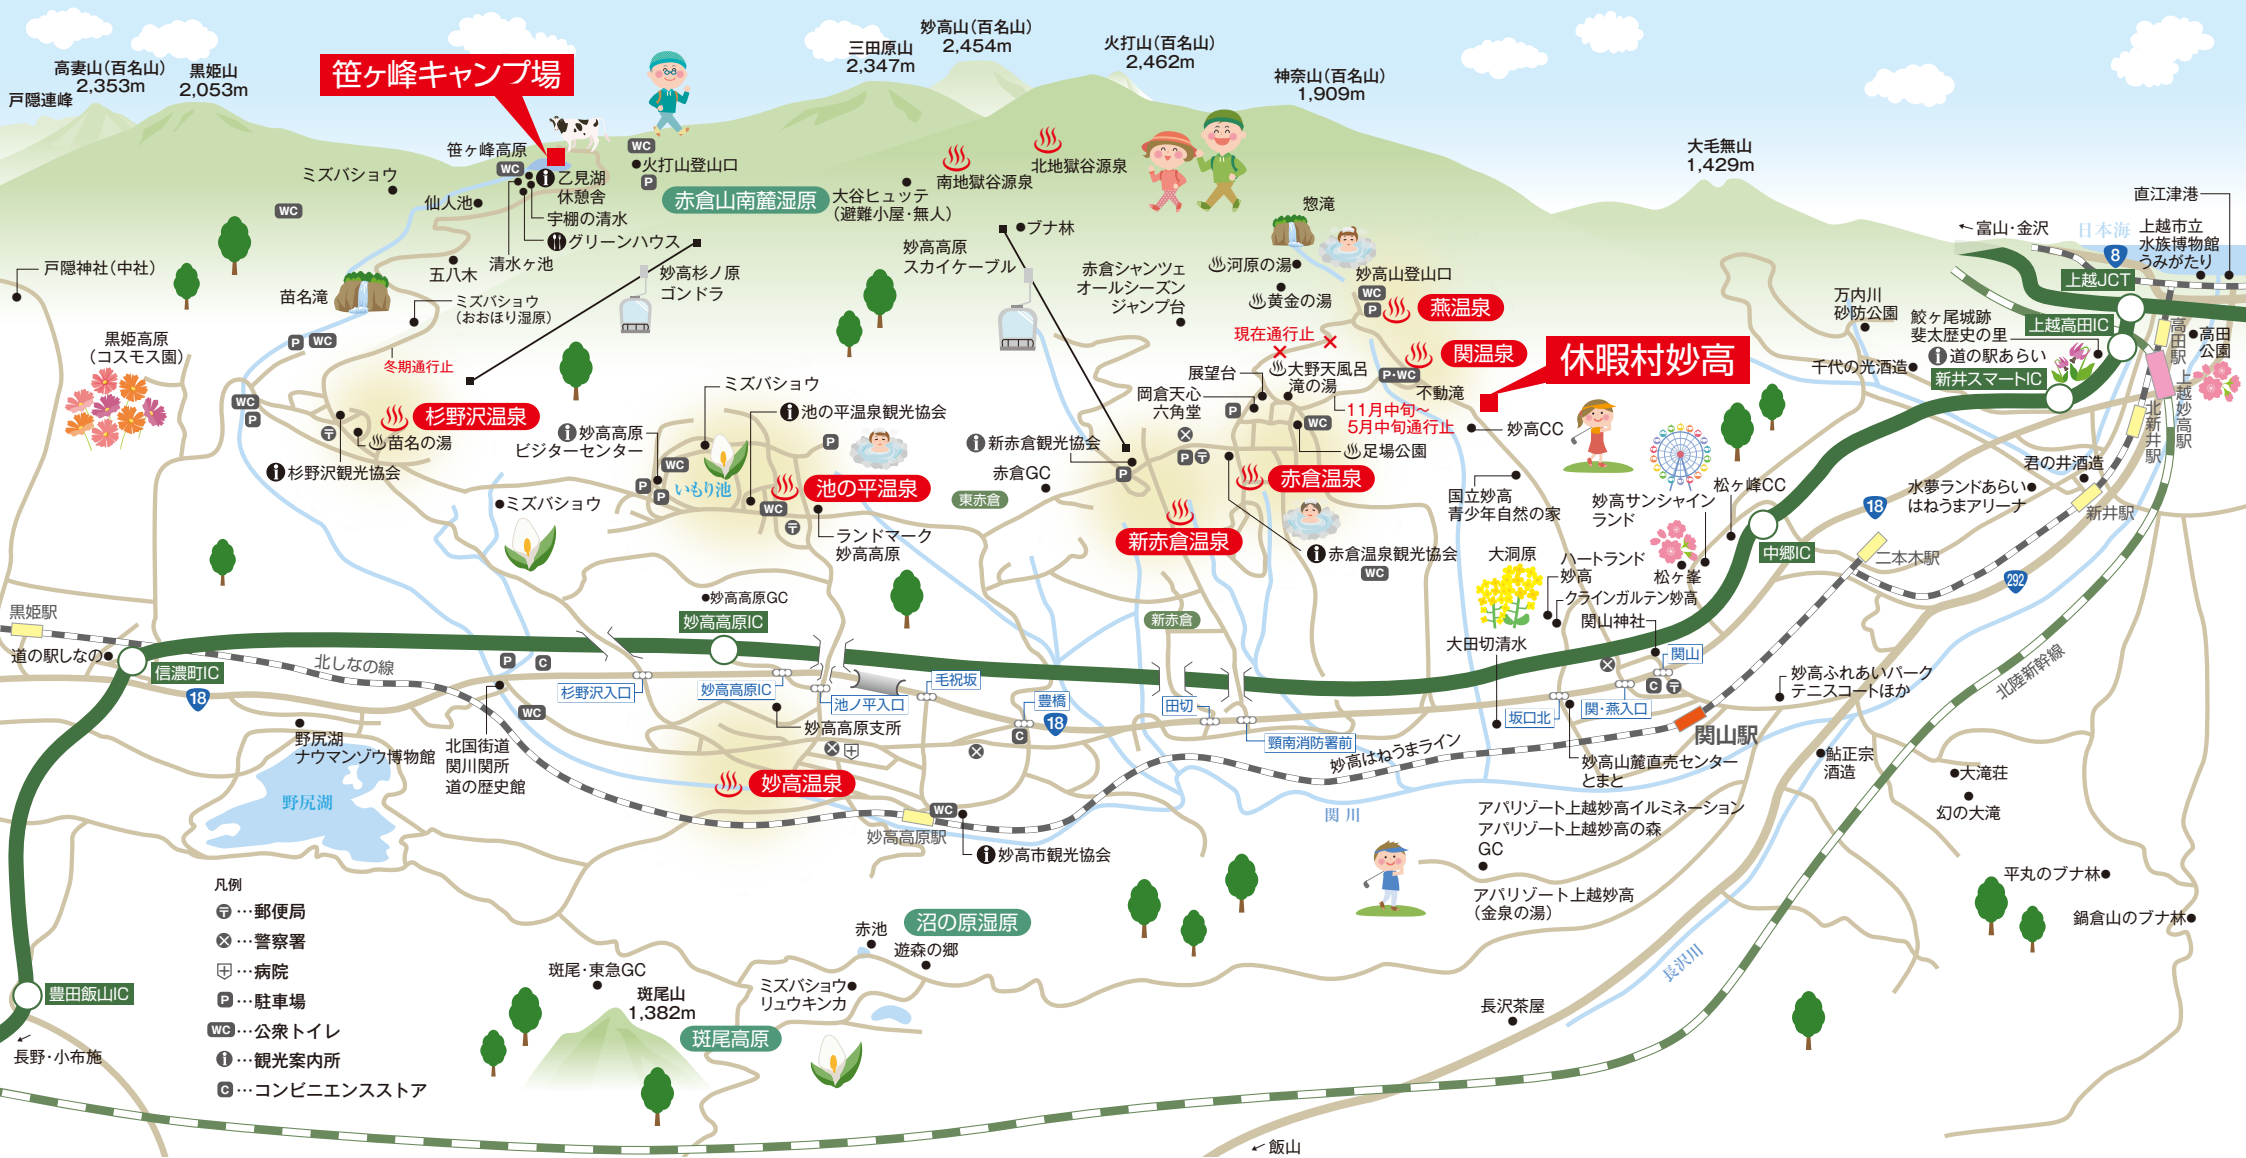 高妻山（百名山）
2,353m
黒姫山
2,053m
戸隠連峰
笹ヶ峰キャンプ場
三田原山
2,347m
妙高山（百名山）
2,454m
火打山（百名山）
2,462m
神奈山（百名山）
1,909m
大毛無山
1,429m
直江津港
笹ヶ峰高原
WC
乙見湖
休憩舎
WC
火打山登山口
P
ミズバショウ
WC
仙人池
宇棚の清水
グリーンハウス
清水ヶ池
五八木
赤倉山南麓湿原
大谷ヒュッテ
（避難小屋・無人）
南地獄谷源泉
北地獄谷源泉
ブナ林
妙高高原
スカイケーブル
惣滝
河原の湯
黄金の湯
妙高山登山口
WC
P
燕温泉
関温泉
P・WC
休暇村妙高
富山・金沢
日本海
8
上越市立
水族博物館
うみがたり
上越JCT
戸隠神社（中社）
苗名滝
ミズバショウ
（おおほり湿原）
妙高杉ノ原
ゴンドラ
赤倉シャンツェ
オールシーズン
ジャンプ台
現在通行止
万内川
砂防公園
鮫ヶ尾城跡
斐太歴史の里
上越高田IC
高田駅
高田
公園
道の駅あらい
千代の光酒造
新井スマートIC
上越妙高駅
北新井駅
黒姫高原
（コスモス園）
P
WC
冬期通行止
WC
P
杉野沢温泉
苗名の湯
杉野沢観光協会
ミズバショウ
池の平温泉観光協会
妙高高原
ビジターセンター
WC
P
P
いもり池
P
WC
池の平温泉
ランドマーク
妙高高原
ミズバショウ
展望台
岡倉天心
六角堂
P
大野天風呂
滝の湯
不動滝
11月中旬〜
5月中旬通行止
WC
足場公園
妙高CC
新赤倉観光協会
赤倉GC
東赤倉
P
P
赤倉温泉
新赤倉温泉
赤倉温泉観光協会
WC
国立妙高
青少年自然の家
妙高サンシャイン
ランド
松ヶ峰CC
君の井酒造
水夢ランドあらい
はねうまアリーナ
新井駅
18
中郷IC
二本木駅
292
大洞原
ハートランド
妙高
松ヶ峯
クラインガルテン妙高
関山神社
大田切清水
関山
C
黒姫駅
道の駅しなの
信濃町IC
18
北しなの線
妙高高原GC
妙高高原IC
P
C
杉野沢入口
妙高高原IC
池ノ平入口
毛祝坂
豊橋
18
C
新赤倉
田切
頸南消防署前
坂口北
関・燕入口
妙高ふれあいパーク
テニスコートほか
北陸新幹線
関山駅
妙高はねうまライン
妙高山麓直売センター
とまと
野尻湖
ナウマンゾウ博物館
北国街道
関川関所
道の歴史館
WC
妙高高原支所
妙高温泉
野尻湖
WC
妙高高原駅
妙高市観光協会
関川
鮎正宗
酒造
大滝荘
幻の大滝
アパリゾート上越妙高イルミネーション
アパリゾート上越妙高の森
GC
アパリゾート上越妙高
（金泉の湯）
平丸のブナ林
鍋倉山のブナ林
長沢川
長沢茶屋
飯山
凡例
〒…郵便局
…警察署
…病院
P…駐車場
WC…公衆トイレ
…観光案内所
C…コンビニエンスストア
豊田飯山IC
長野・小布施
斑尾・東急GC
斑尾山
1,382m
斑尾高原
赤池
沼の原湿原
遊森の郷
ミズバショウ
リュウキンカ